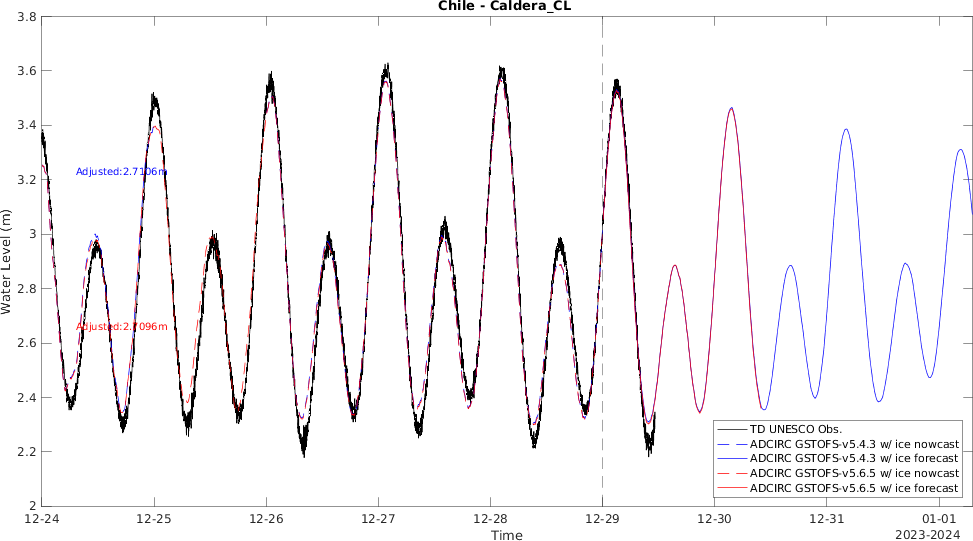 Chile - Caldera_CL
3.8
3.6
3.4
3.2
3
2.8
2.6
2.4
2.2
2
Water Level (m)
Adjusted:2.7106m
Adjusted:2.7096m
TD UNESCO Obs.
ADCIRC GSTOFS-v5.4.3 w/ ice nowcast
ADCIRC GSTOFS-v5.4.3 w/ ice forecast
ADCIRC GSTOFS-v5.6.5 w/ ice nowcast
ADCIRC GSTOFS-v5.6.5 w/ ice forecast
12-24 12-25 12-26 12-27 12-28 12-29 12-30 12-31 01-01
Time
2023-2024